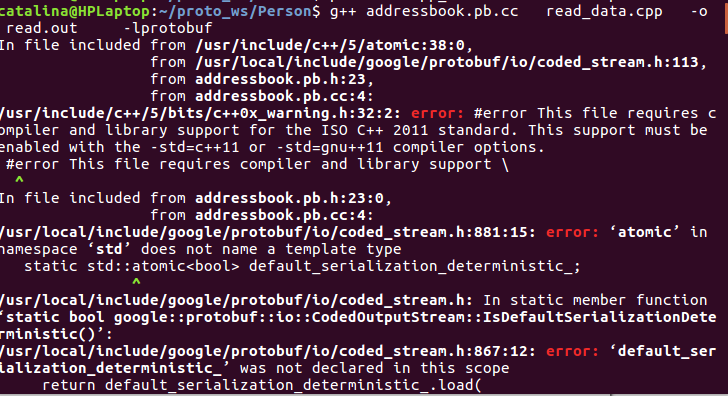 catalina@HPLaptop:~/proto_ws/Person$ g++ addressbook.pb.cc   read_data.cpp   -o
 read.out    -lprotobuf
In file included from /usr/include/c++/5/atomic:38:0,
                 from /usr/local/include/google/protobuf/io/coded_stream.h:113,
                 from addressbook.pb.h:23,
                 from addressbook.pb.cc:4:
/usr/include/c++/5/bits/c++0x_warning.h:32:2: error: #error This file requires c
ompiler and library support for the ISO C++ 2011 standard. This support must be
enabled with the -std=c++11 or -std=gnu++11 compiler options.
 #error This file requires compiler and library support \
  ^
In file included from addressbook.pb.h:23:0,
                 from addressbook.pb.cc:4:
/usr/local/include/google/protobuf/io/coded_stream.h:881:15: error: ‘atomic’ in
namespace ‘std’ does not name a template type
   static std::atomic<bool> default_serialization_deterministic_;
               ^
/usr/local/include/google/protobuf/io/coded_stream.h: In static member function
‘static bool google::protobuf::io::CodedOutputStream::IsDefaultSerializationDete
rministic()’:
/usr/local/include/google/protobuf/io/coded_stream.h:867:12: error: ‘default_ser
ialization_deterministic_’ was not declared in this scope
     return default_serialization_deterministic_.load(